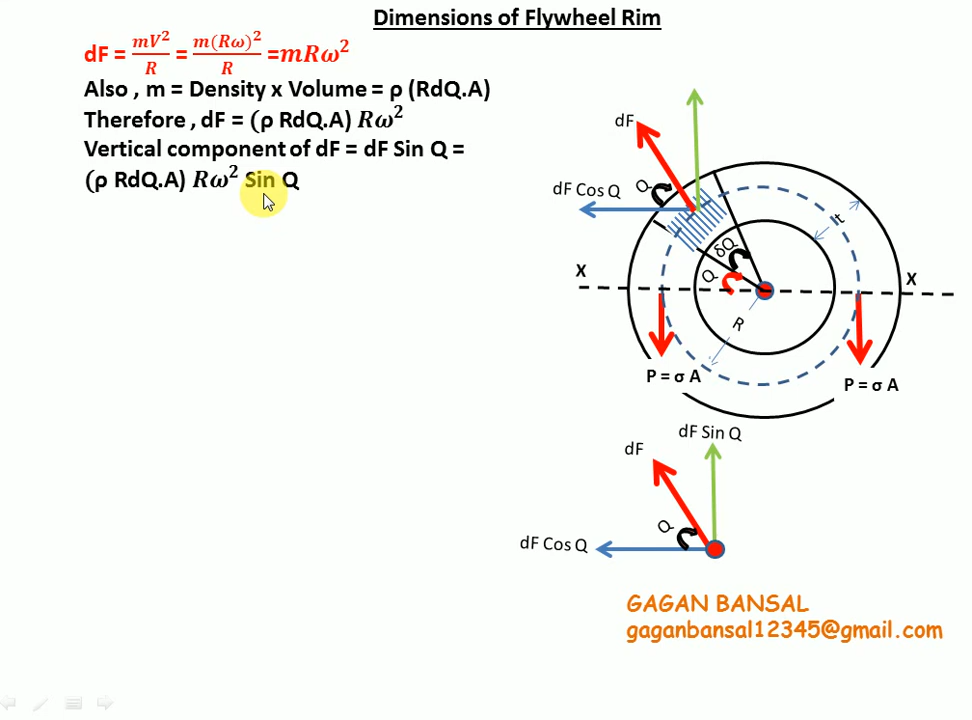 Dimensions of Flywheel Rim
dF = mV²/R = m(Rω)²/R =mRω²
Also , m = Density x Volume = ρ (RdQ.A)
Therefore , dF = (ρ RdQ.A) Rω²
Vertical component of dF = dF Sin Q =
(ρ RdQ.A) Rω² Sin Q
dF
dF Cos Q
Q
t
δQ
Q
X
X
R
P = σ A
P = σ A
dF Sin Q
dF
Q
dF Cos Q
GAGAN BANSAL
gaganbansal12345@gmail.com